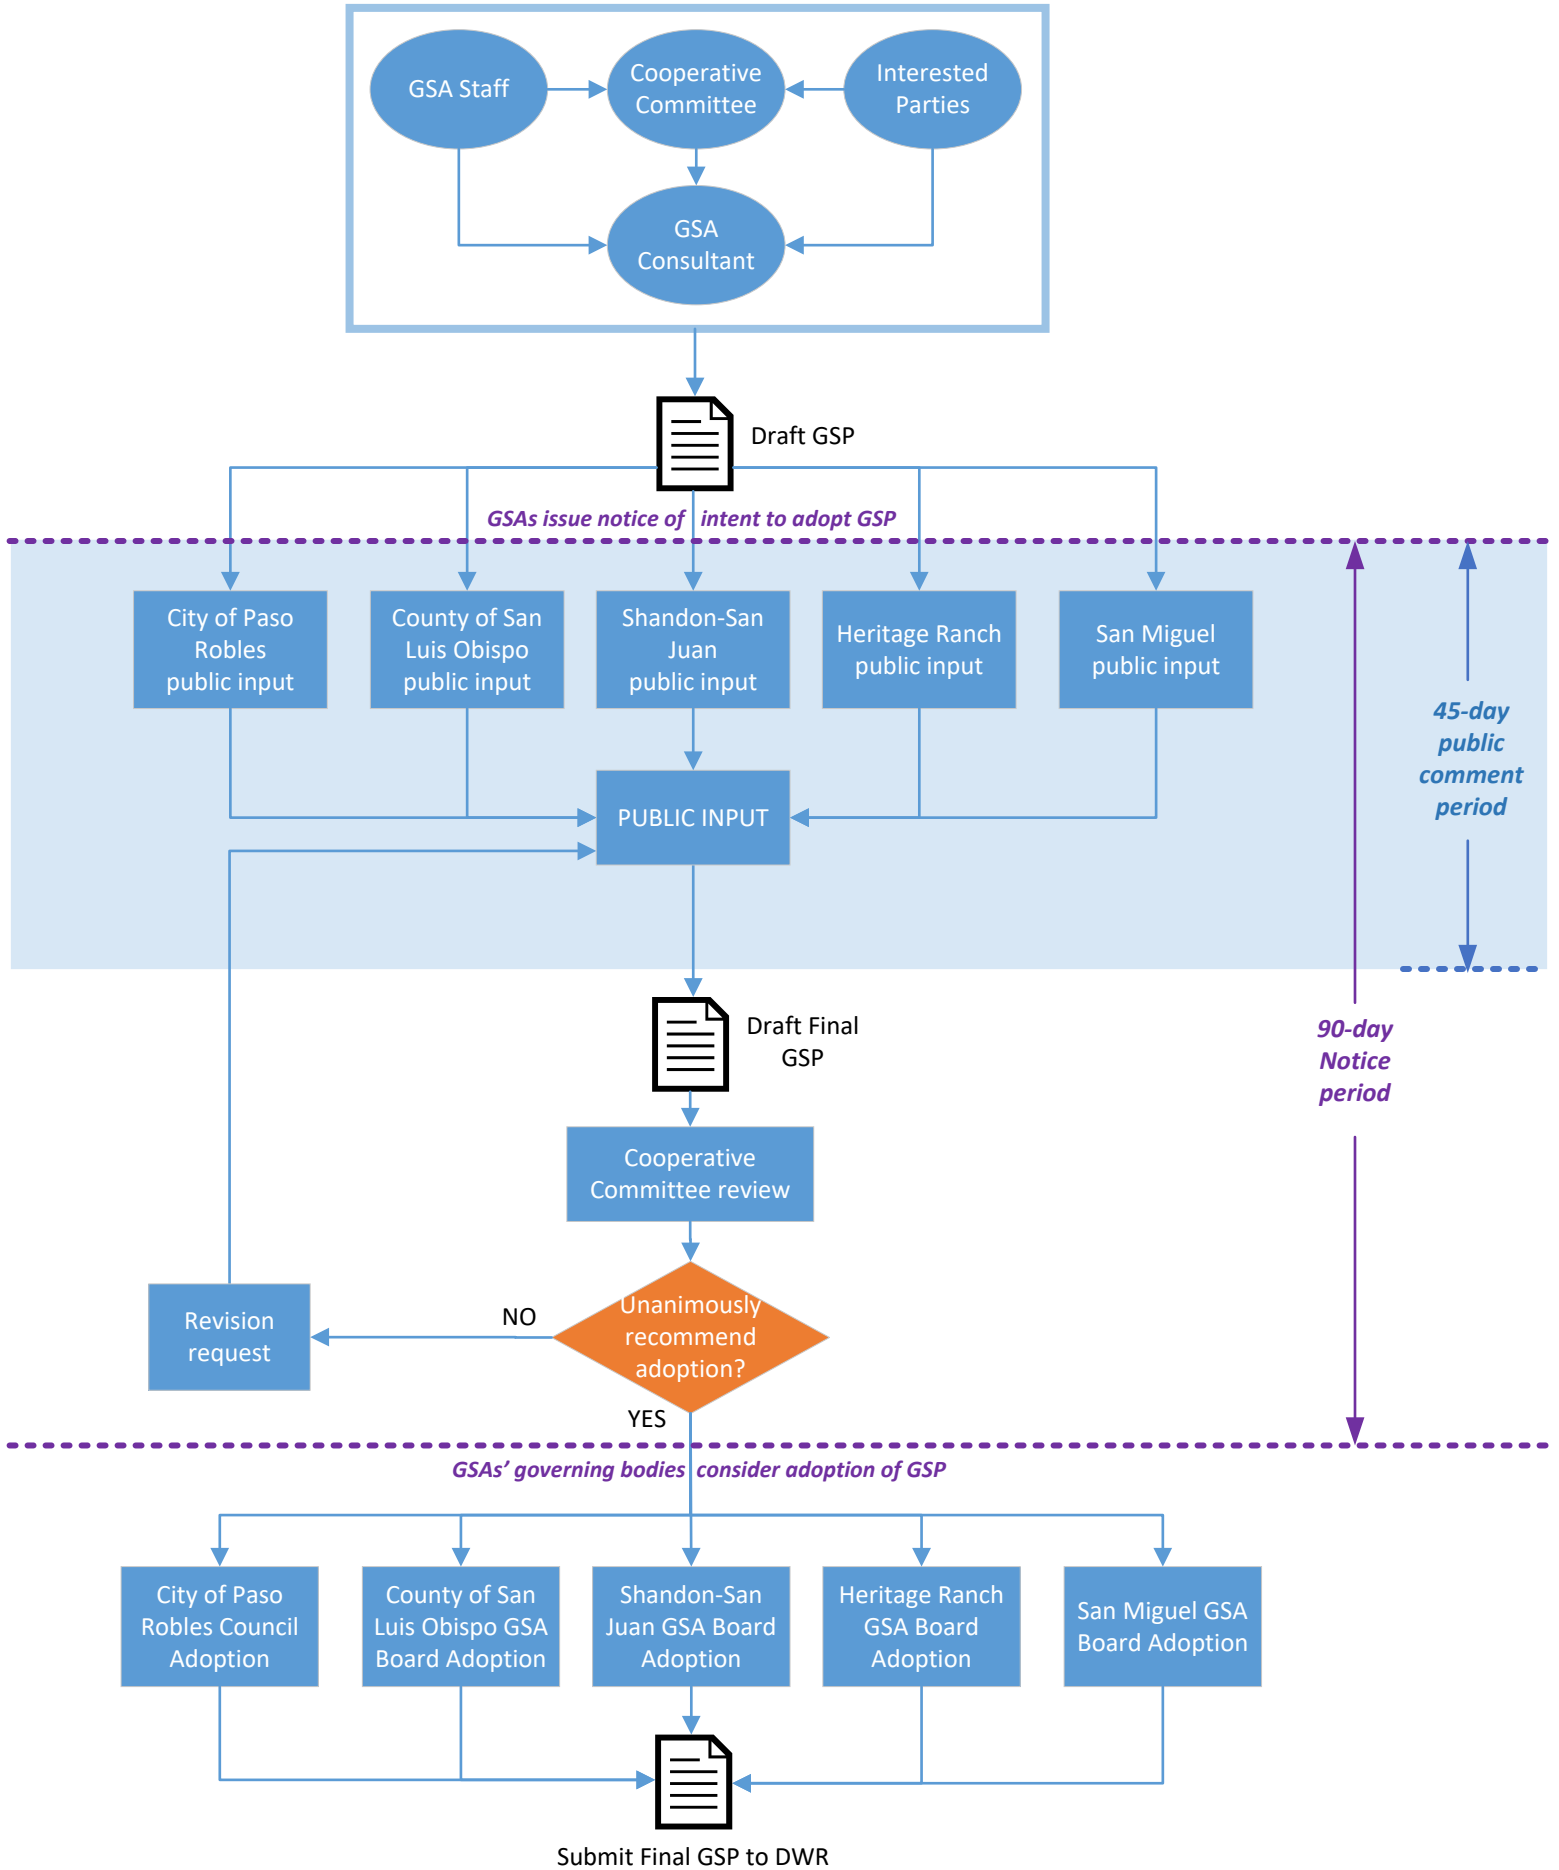 GSA Staff
Cooperative
Committee
Interested
Parties
GSA
Consultant
Draft GSP
GSAs issue notice of intent to adopt GSP
City of Paso
Robles
public input
County of San
Luis Obispo
public input
Shandon-San
Juan
public input
Heritage Ranch
public input
San Miguel
public input
45-day
public
comment
period
PUBLIC INPUT
Draft Final
GSP
90-day
Notice
period
Cooperative
Committee review
Unanimously
recommend
adoption?
NO
Revision
request
YES
GSAs’ governing bodies consider adoption of GSP
City of Paso
Robles Council
Adoption
County of San
Luis Obispo GSA
Board Adoption
Shandon-San
Juan GSA Board
Adoption
Heritage Ranch
GSA Board
Adoption
San Miguel GSA
Board Adoption
Submit Final GSP to DWR